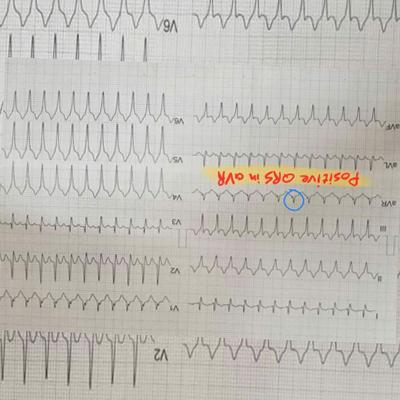 V2
I V1
II V2
III V3
aVR V4
Positive QRS in aVR
aVL V5
aVF V6
V6